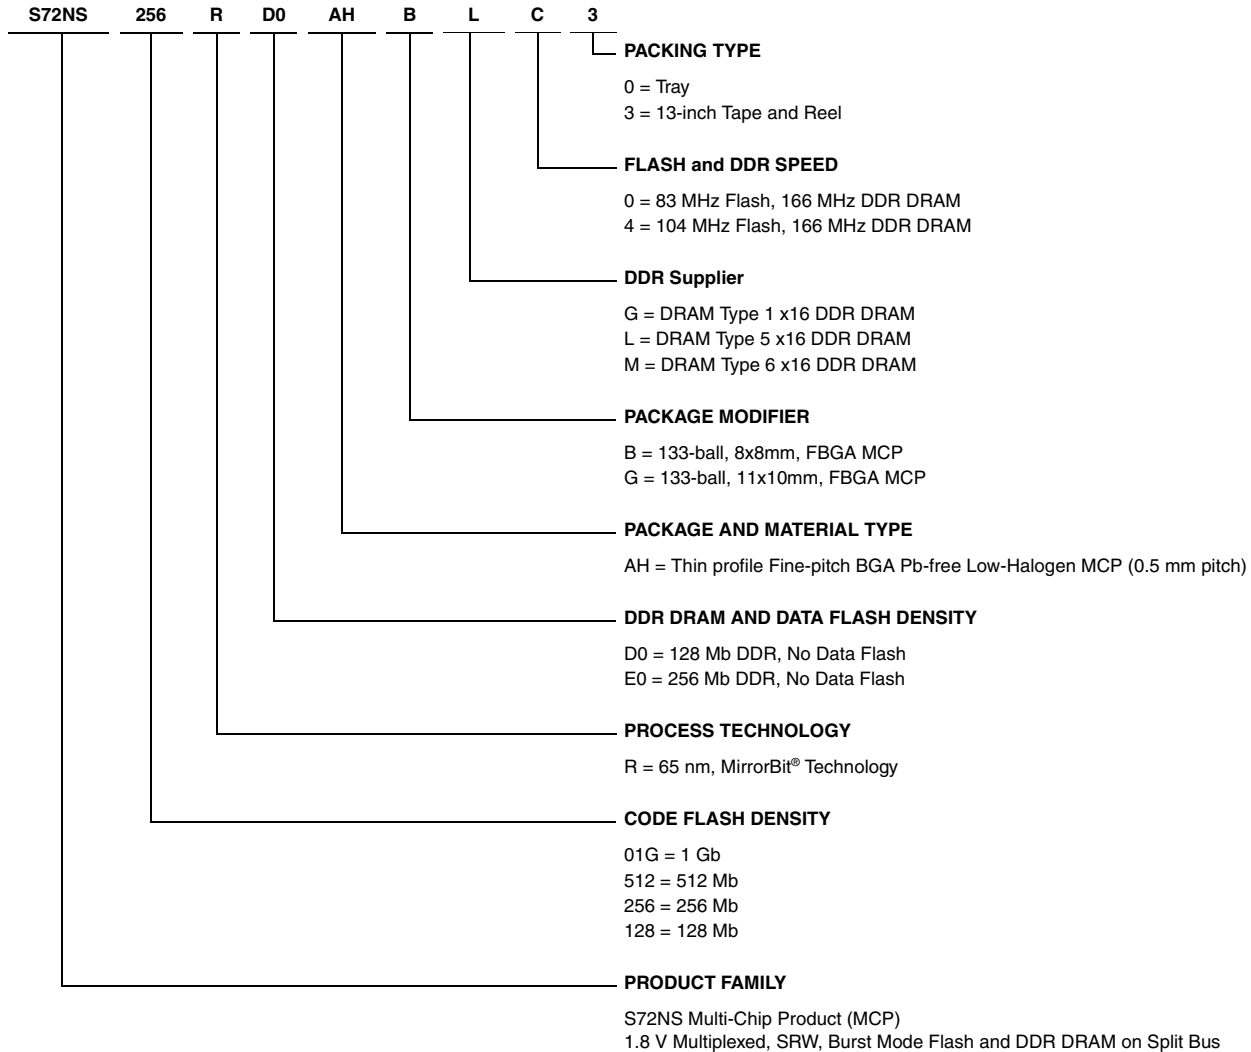 S72NS 256 R D0 AH B L C 3
PACKING TYPE
0 = Tray
3 = 13-inch Tape and Reel
FLASH and DDR SPEED
0 = 83 MHz Flash, 166 MHz DDR DRAM
4 = 104 MHz Flash, 166 MHz DDR DRAM
DDR Supplier
G = DRAM Type 1 x16 DDR DRAM
L = DRAM Type 5 x16 DDR DRAM
M = DRAM Type 6 x16 DDR DRAM
PACKAGE MODIFIER
B = 133-ball, 8x8mm, FBGA MCP
G = 133-ball, 11x10mm, FBGA MCP
PACKAGE AND MATERIAL TYPE
AH = Thin profile Fine-pitch BGA Pb-free Low-Halogen MCP (0.5 mm pitch)
DDR DRAM AND DATA FLASH DENSITY
D0 = 128 Mb DDR, No Data Flash
E0 = 256 Mb DDR, No Data Flash
PROCESS TECHNOLOGY
R = 65 nm, MirrorBit® Technology
CODE FLASH DENSITY
01G = 1 Gb
512 = 512 Mb
256 = 256 Mb
128 = 128 Mb
PRODUCT FAMILY
S72NS Multi-Chip Product (MCP)
1.8 V Multiplexed, SRW, Burst Mode Flash and DDR DRAM on Split Bus